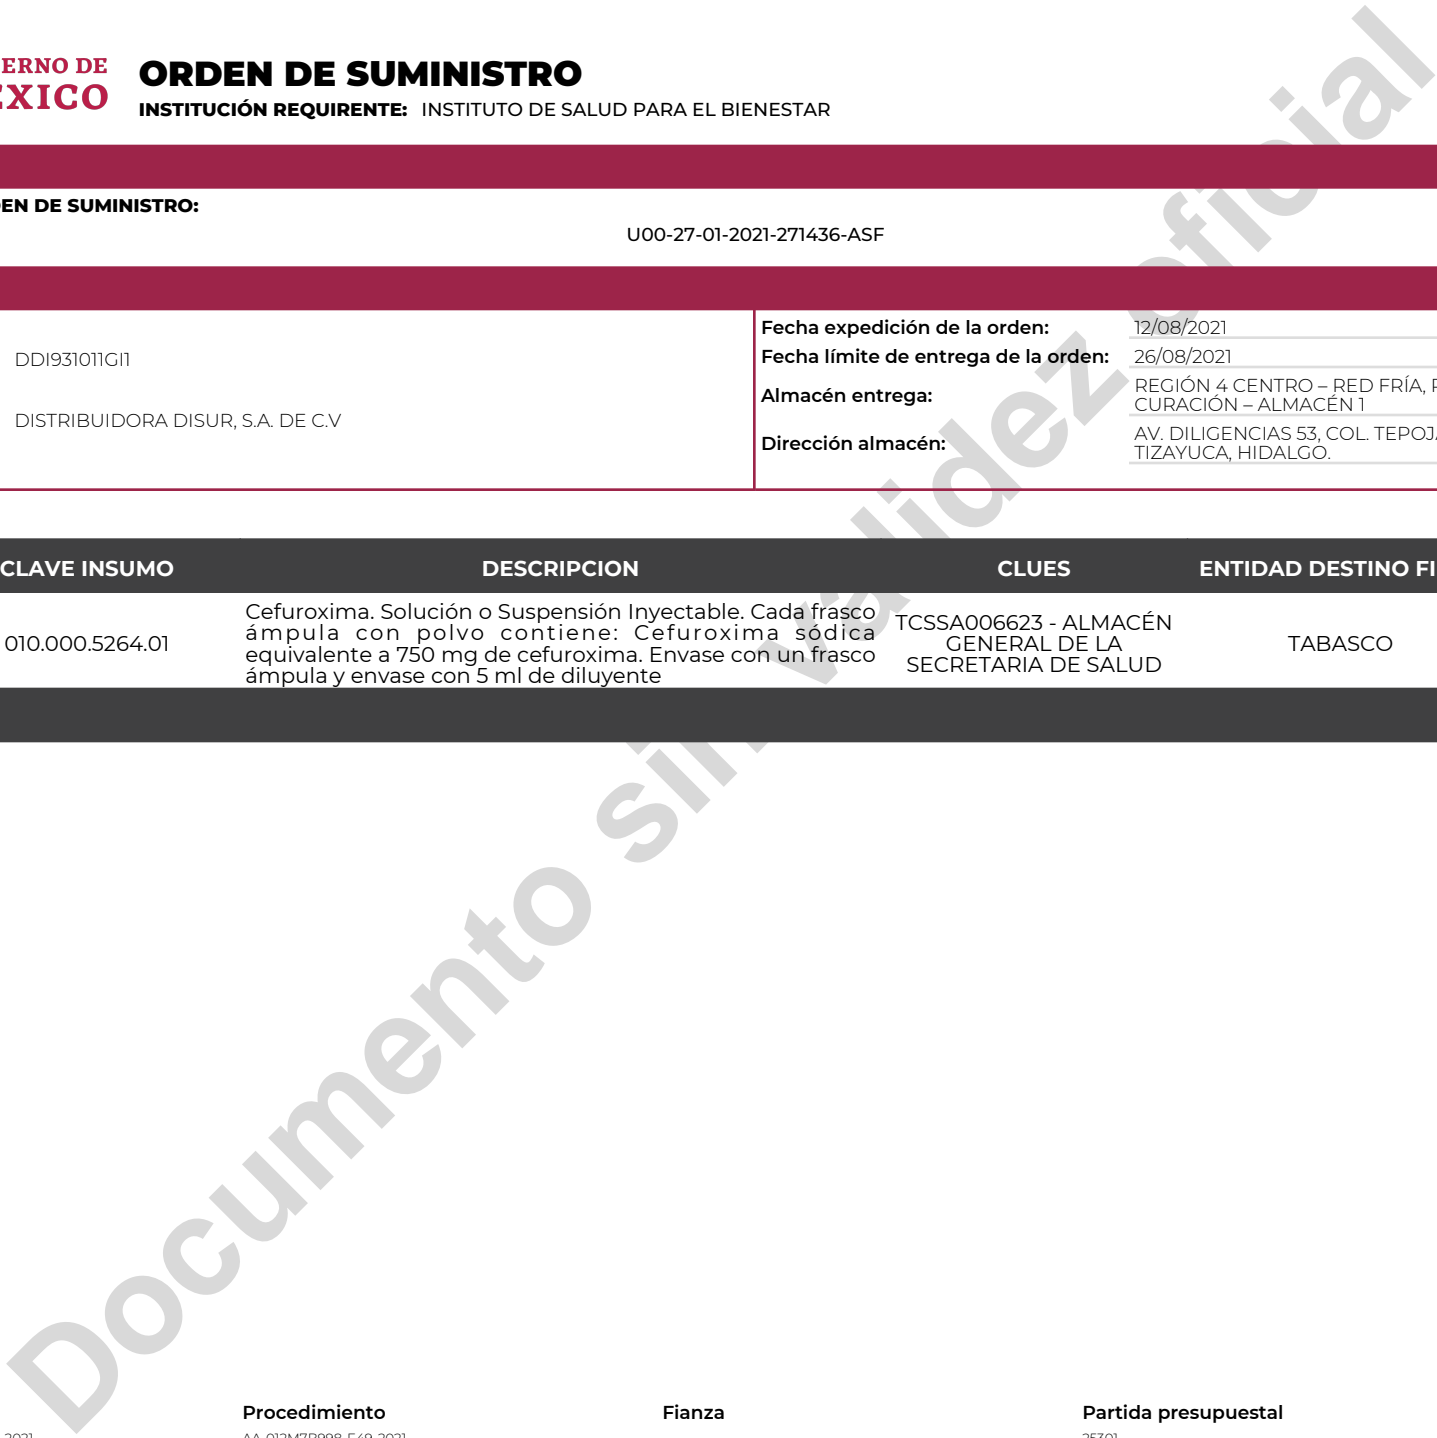 ERNO DE
ÉXICO
ORDEN DE SUMINISTRO
INSTITUCIÓN REQUIRENTE: INSTITUTO DE SALUD PARA EL BIENESTAR
EN DE SUMINISTRO:
U00-27-01-2021-271436-ASF
DDI931011GI1
DISTRIBUIDORA DISUR, S.A. DE C.V
Fecha expedición de la orden: 12/08/2021
Fecha límite de entrega de la orden: 26/08/2021
Almacén entrega: REGIÓN 4 CENTRO – RED FRÍA,
CURACIÓN – ALMACÉN 1
Dirección almacén: AV. DILIGENCIAS 53, COL. TEPOJ
TIZAYUCA, HIDALGO.
CLAVE INSUMO DESCRIPCION CLUES ENTIDAD DESTINO FI
010.000.5264.01
Cefuroxima. Solución o Suspensión Inyectable. Cada frasco
ámpula con polvo contiene: Cefuroxima sódica
equivalente a 750 mg de cefuroxima. Envase con un frasco
ámpula y envase con 5 ml de diluyente
TCSSA006623 - ALMACÉN
GENERAL DE LA
SECRETARIA DE SALUD
TABASCO
Documento sin validez oficial
Procedimiento Fianza Partida presupuestal